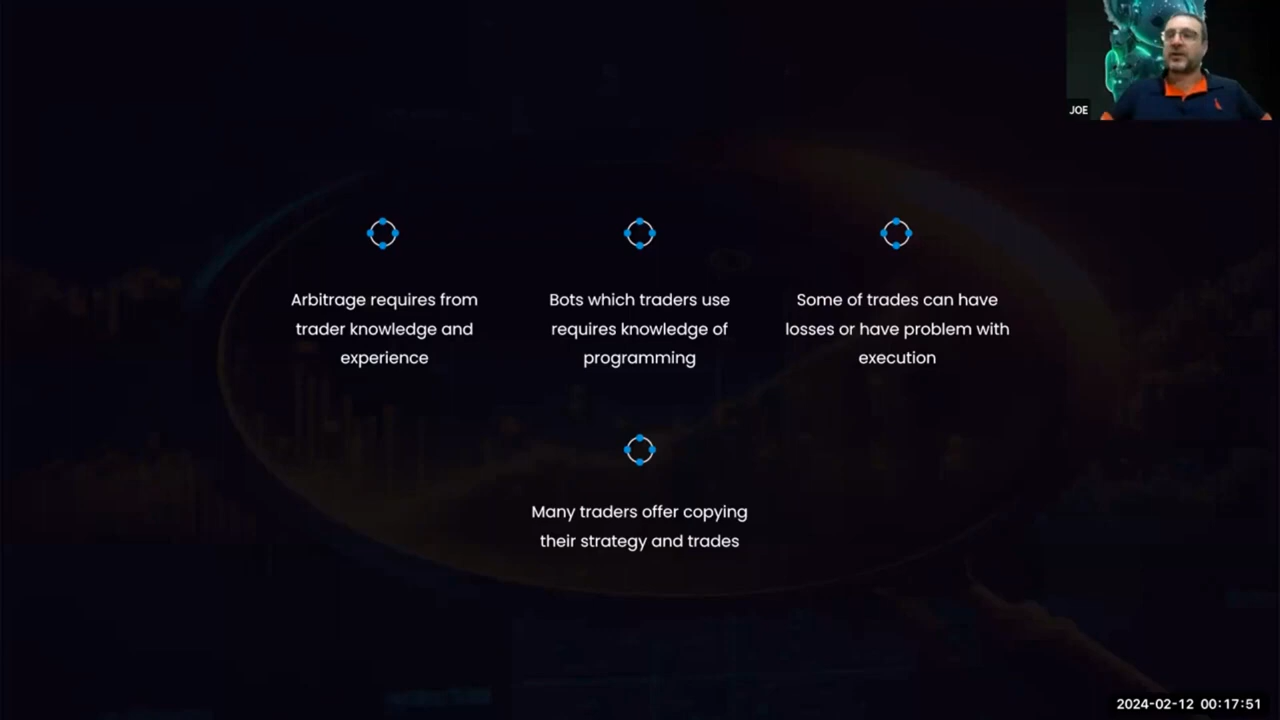 JOE
Arbitrage requires from
trader knowledge and
experience
Bots which traders use
requires knowledge of
programming
Some of trades can have
losses or have problem with
execution
Many traders offer copying
their strategy and trades
2024-02-12 00:17:51